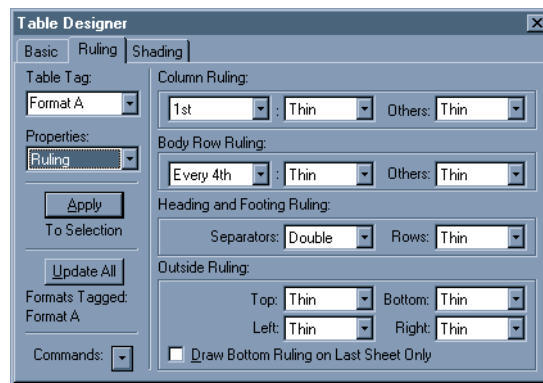 Table Designer
Basic Ruling Shading
Table Tag:
Format A
Properties:
Ruling
Apply
To Selection
Update All
Formats Tagged:
Format A
Commands:
Column Ruling:
1st : Thin Others: Thin
Body Row Ruling:
Every 4th : Thin Others: Thin
Heading and Footing Ruling:
Separators: Double Rows: Thin
Outside Ruling:
Top: Thin Bottom: Thin
Left: Thin Right: Thin
Draw Bottom Ruling on Last Sheet Only